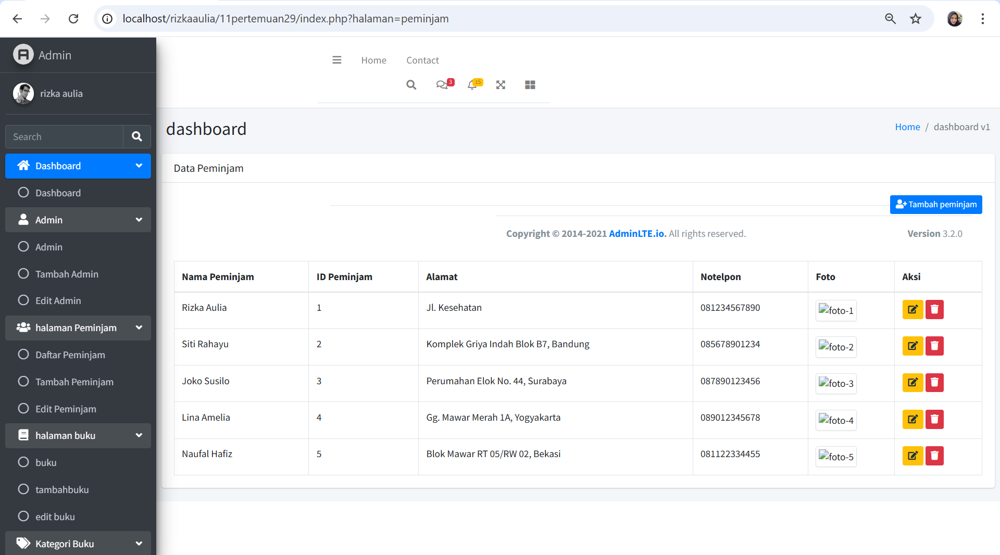 localhost/rizkaaulia/11pertemuan29/index.php?halaman=peminjam
Admin
rizka aulia
Search
Dashboard
Dashboard
Admin
Admin
Tambah Admin
Edit Admin
halaman Peminjam
Daftar Peminjam
Tambah Peminjam
Edit Peminjam
halaman buku
buku
tambahbuku
edit buku
Kategori Buku
Home Contact
3 15
dashboard
Home / dashboard v1
Data Peminjam
Tambah peminjam
Copyright © 2014-2021 AdminLTE.io. All rights reserved. Version 3.2.0
Nama Peminjam ID Peminjam Alamat Notelpon Foto Aksi
Rizka Aulia 1 Jl. Kesehatan 081234567890 foto-1
Siti Rahayu 2 Komplek Griya Indah Blok B7, Bandung 085678901234 foto-2
Joko Susilo 3 Perumahan Elok No. 44, Surabaya 087890123456 foto-3
Lina Amelia 4 Gg. Mawar Merah 1A, Yogyakarta 089012345678 foto-4
Naufal Hafiz 5 Blok Mawar RT 05/RW 02, Bekasi 081122334455 foto-5